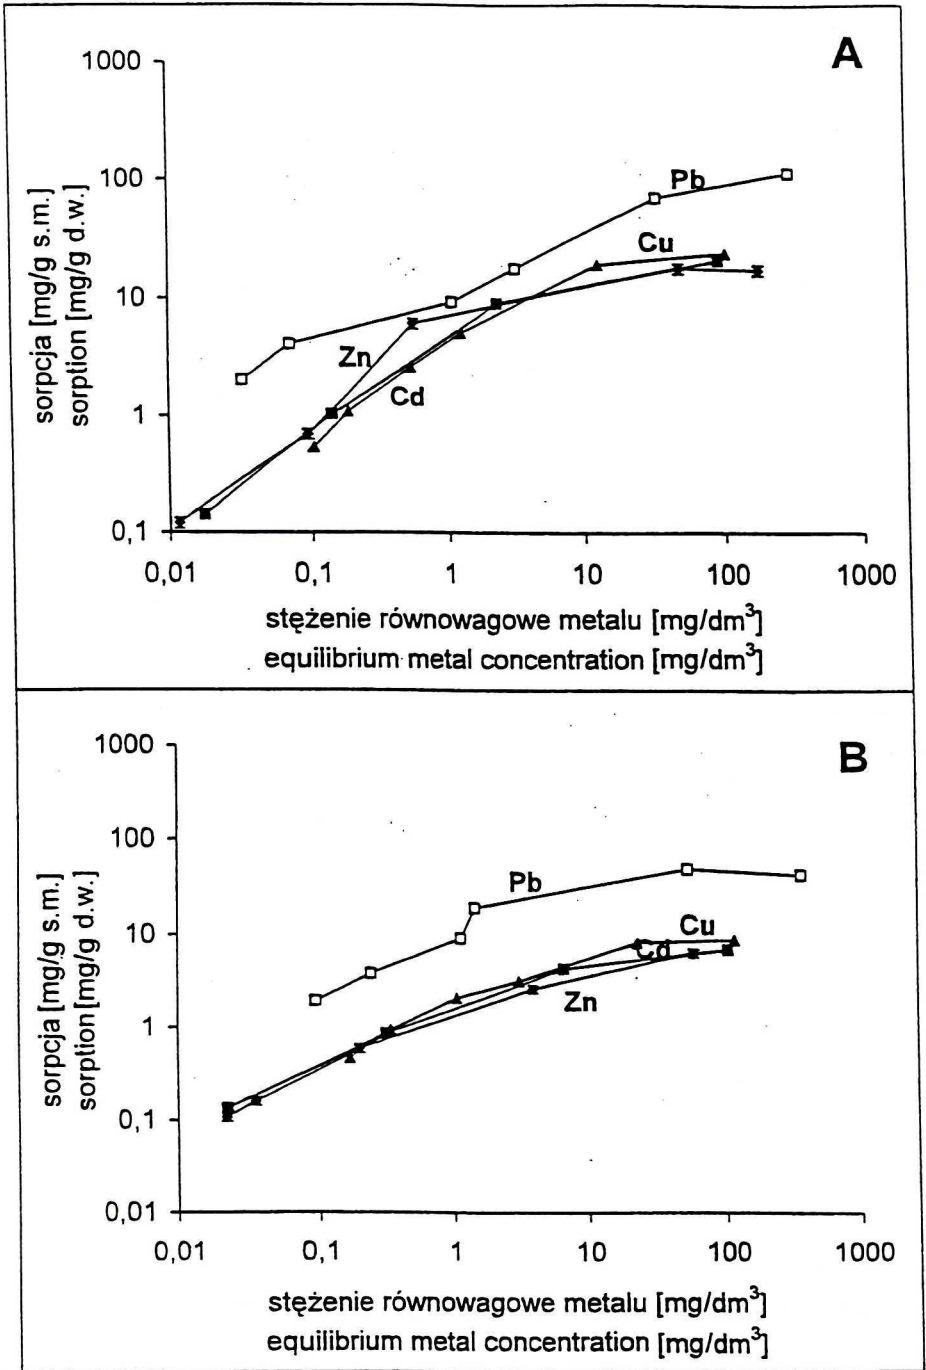 A
1000
100
10
1
0,1
sorpcja [mg/g s.m.]
sorption [mg/g d.w.]
Pb
Cu
Zn
Cd
0,01 0,1 1 10 100 1000
stężenie równowagowe metalu [mg/dm³]
equilibrium metal concentration [mg/dm³]
B
1000
100
10
1
0,1
0,01
sorpcja [mg/g s.m.]
sorption [mg/g d.w.]
Pb
Cu
Cd
Zn
0,01 0,1 1 10 100 1000
stężenie równowagowe metalu [mg/dm³]
equilibrium metal concentration [mg/dm³]